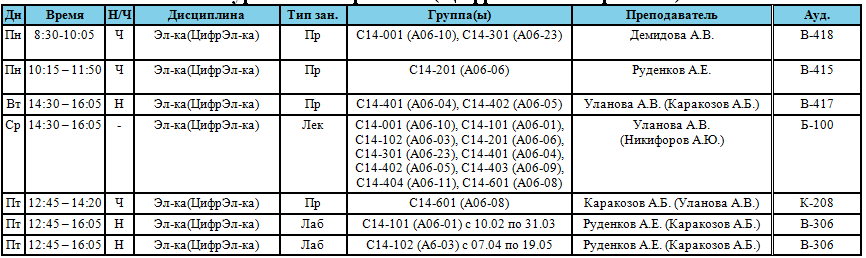 Дн Время Н/Ч Дисциплина Тип зан. Группа(ы) Преподаватель Ауд.
Пн 8:30-10:05 Ч Эл-ка(ЦифрЭл-ка) Пр С14-001 (А06-10), С14-301 (А06-23) Демидова А.В. В-418
Пн 10:15 – 11:50 Ч Эл-ка(ЦифрЭл-ка) Пр С14-201 (А06-06) Руденков А.Е. В-415
Вт 14:30 – 16:05 Н Эл-ка(ЦифрЭл-ка) Пр С14-401 (А06-04), С14-402 (А06-05) Уланова А.В. (Каракозов А.Б.) В-417
Ср 14:30 – 16:05 - Эл-ка(ЦифрЭл-ка) Лек С14-001 (А06-10), С14-101 (А06-01), Уланова А.В. Б-100
С14-102 (А06-03), С14-201 (А06-06), (Никифоров А.Ю.)
С14-301 (А06-23), С14-401 (А06-04),
С14-402 (А06-05), С14-403 (А06-09),
С14-404 (А06-11), С14-601 (А06-08)
Пт 12:45 – 14:20 Ч Эл-ка(ЦифрЭл-ка) Пр С14-601 (А06-08) Каракозов А.Б. (Уланова А.В.) К-208
Пт 12:45 – 16:05 Н Эл-ка(ЦифрЭл-ка) Лаб С14-101 (А06-01) с 10.02 по 31.03 Руденков А.Е. (Каракозов А.Б.) В-306
Пт 12:45 – 16:05 Н Эл-ка(ЦифрЭл-ка) Лаб С14-102 (А6-03) с 07.04 по 19.05 Руденков А.Е. (Каракозов А.Б.) В-306